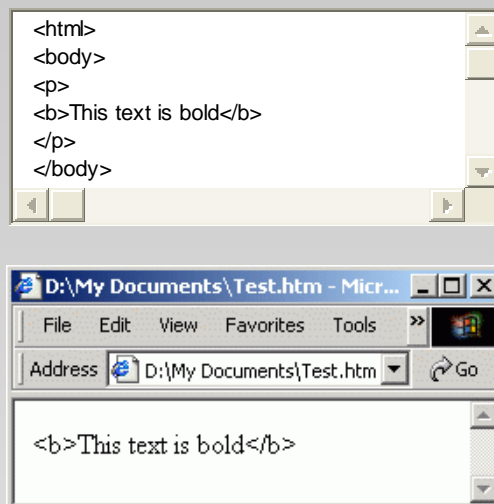 <html>
<body>
<p>
<b>This text is bold</b>
</p>
</body>
D:\My Documents\Test.htm - Micr...
File Edit View Favorites Tools »
Address D:\My Documents\Test.htm Go
<b>This text is bold</b>